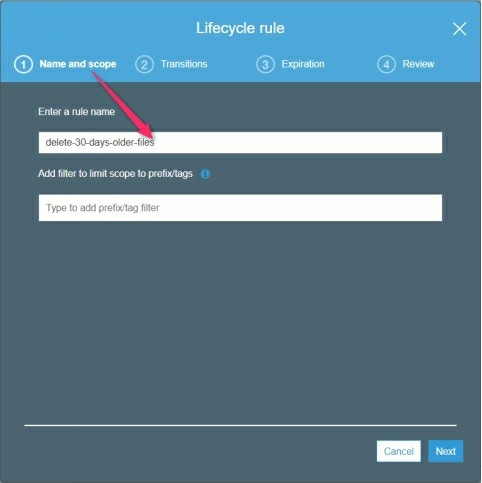 Lifecycle rule
1 Name and scope 2 Transitions 3 Expiration 4 Review
Enter a rule name
delete-30-days-older-files
Add filter to limit scope to prefix/tags i
Type to add prefix/tag filter
Cancel Next